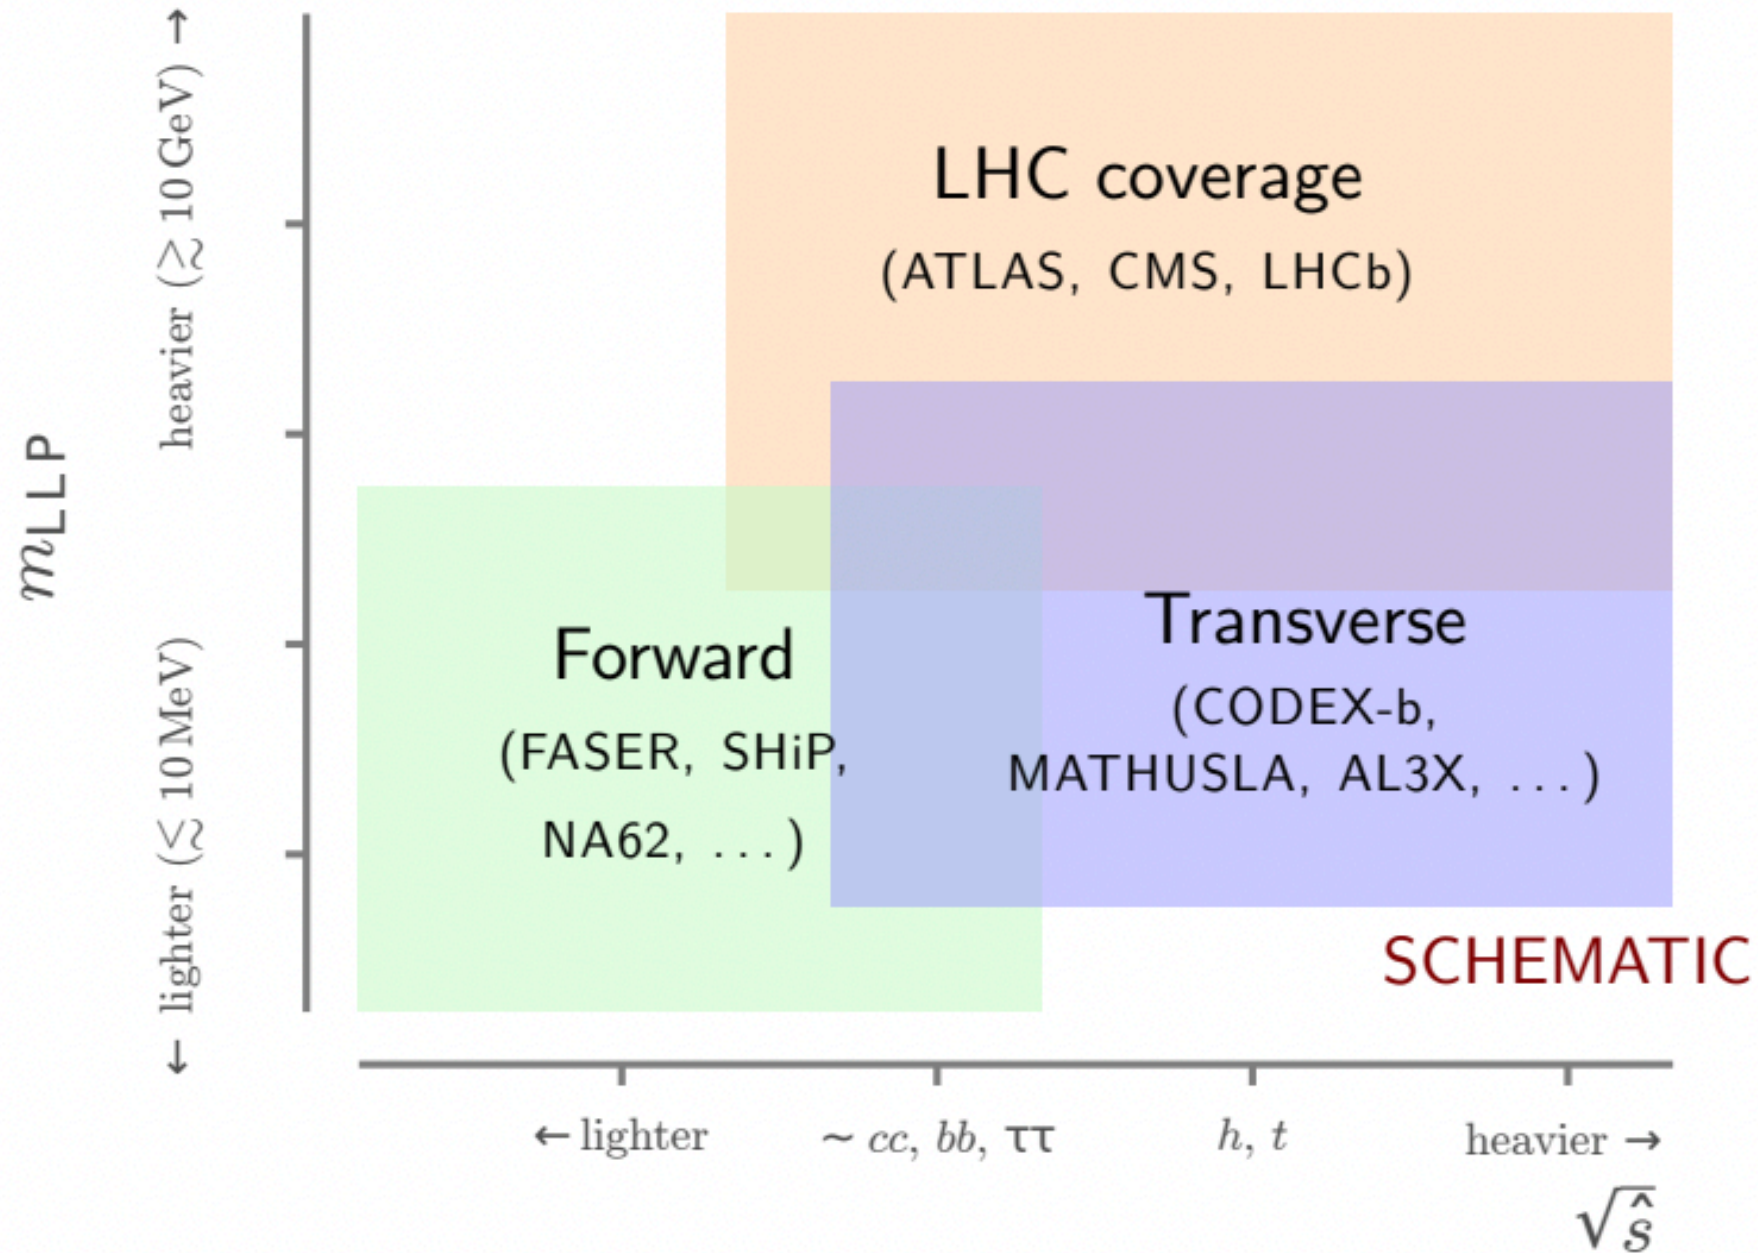 heavier (≳ 10 GeV) →
m_LLP
← lighter (≲ 10 MeV)
LHC coverage
(ATLAS, CMS, LHCb)
Forward
(FASER, SHiP,
NA62, ...)
Transverse
(CODEX-b,
MATHUSLA, AL3X, ...)
SCHEMATIC
← lighter
~ cc, bb, ττ
h, t
heavier →
√ŝ